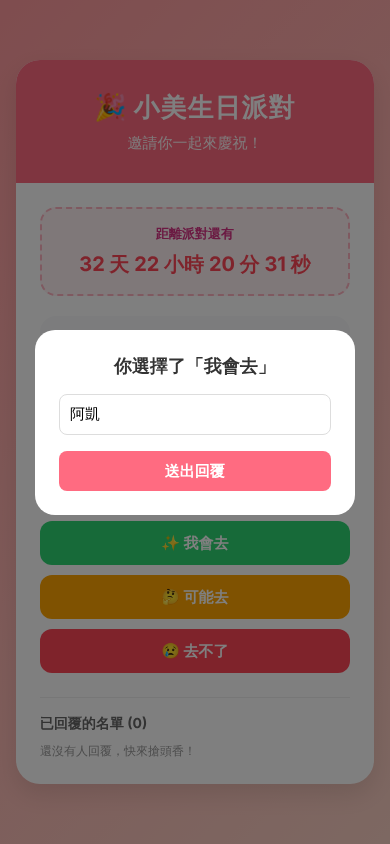 🎉 小美生日派對
邀請你一起來慶祝！
距離派對還有
32 天 22 小時 20 分 31 秒
你選擇了「我會去」
阿凱
送出回覆
✨ 我會去
🤔 可能去
😢 去不了
已回覆的名單 (0)
還沒有人回覆，快來搶頭香！